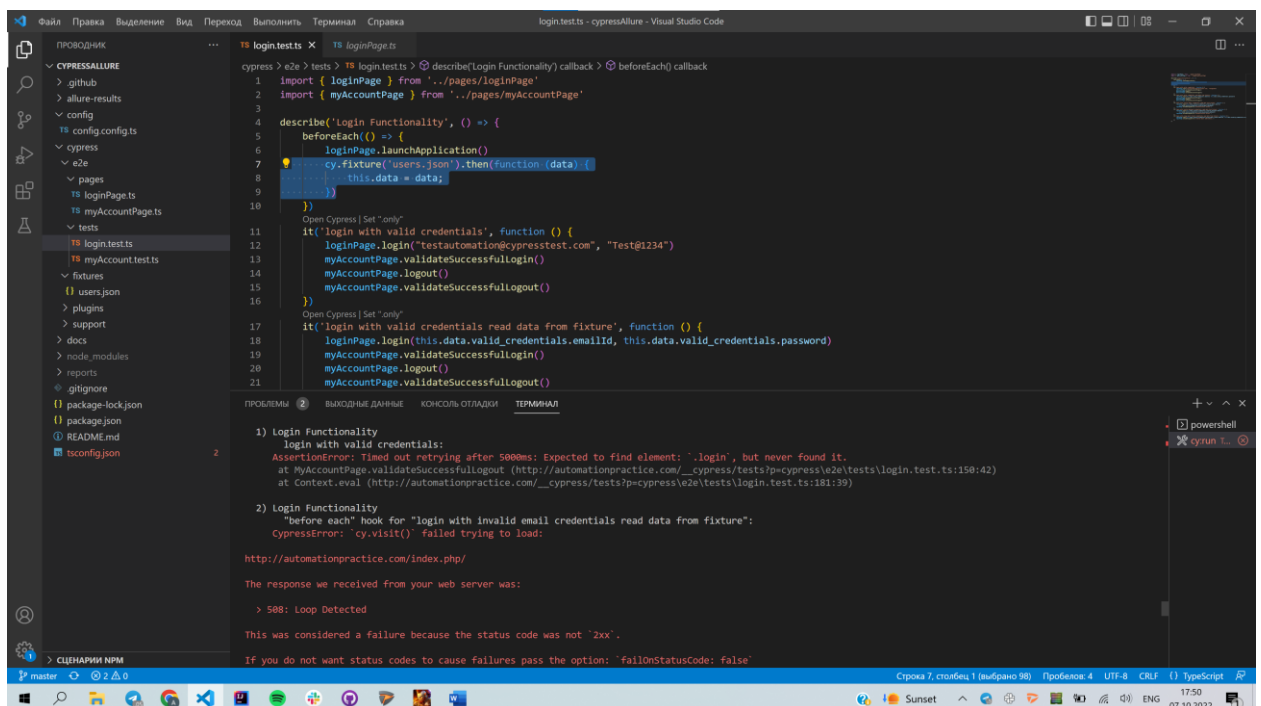 Файл Правка Выделение Вид Переход Выполнить Терминал Справка
login.test.ts - cypressAllure - Visual Studio Code
ПРОВОДНИК ···
CYPRESSALLURE
.github
allure-results
config
TS config.config.ts
cypress
e2e
pages
TS loginPage.ts
TS myAccountPage.ts
tests
TS login.test.ts
TS myAccount.test.ts
fixtures
{} users.json
plugins
support
docs
node_modules
reports
.gitignore
{} package-lock.json
{} package.json
README.md
tsconfig.json 2
СЦЕНАРИИ NPM
TS login.test.ts TS loginPage.ts
cypress > e2e > tests > TS login.test.ts > describe('Login Functionality') callback > beforeEach() callback
1 import { loginPage } from '../pages/loginPage'
2 import { myAccountPage } from '../pages/myAccountPage'
3
4 describe('Login Functionality', () => {
5 beforeEach(() => {
6 loginPage.launchApplication()
7 cy.fixture('users.json').then(function (data) {
8 this.data = data;
9 })
10 })
Open Cypress | Set ".only"
11 it('login with valid credentials', function () {
12 loginPage.login("testautomation@cypresstest.com", "Test@1234")
13 myAccountPage.validateSuccessfulLogin()
14 myAccountPage.logout()
15 myAccountPage.validateSuccessfulLogout()
16 })
Open Cypress | Set ".only"
17 it('login with valid credentials read data from fixture', function () {
18 loginPage.login(this.data.valid_credentials.emailId, this.data.valid_credentials.password)
19 myAccountPage.validateSuccessfulLogin()
20 myAccountPage.logout()
21 myAccountPage.validateSuccessfulLogout()
ПРОБЛЕМЫ 2 ВЫХОДНЫЕ ДАННЫЕ КОНСОЛЬ ОТЛАДКИ ТЕРМИНАЛ
1) Login Functionality
login with valid credentials:
AssertionError: Timed out retrying after 5000ms: Expected to find element: `.login`, but never found it.
at MyAccountPage.validateSuccessfulLogout (http://automationpractice.com/__cypress/tests?p=cypress\e2e\tests\login.test.ts:150:42)
at Context.eval (http://automationpractice.com/__cypress/tests?p=cypress\e2e\tests\login.test.ts:181:39)
2) Login Functionality
"before each" hook for "login with invalid email credentials read data from fixture":
CypressError: `cy.visit()` failed trying to load:
http://automationpractice.com/index.php/
The response we received from your web server was:
> 508: Loop Detected
This was considered a failure because the status code was not `2xx`.
If you do not want status codes to cause failures pass the option: `failOnStatusCode: false`
powershell
cy:run
master 2 0
Строка 7, столбец 1 (выбрано 98) Пробелов: 4 UTF-8 CRLF {} TypeScript
Sunset ENG 17:50
07.10.2022